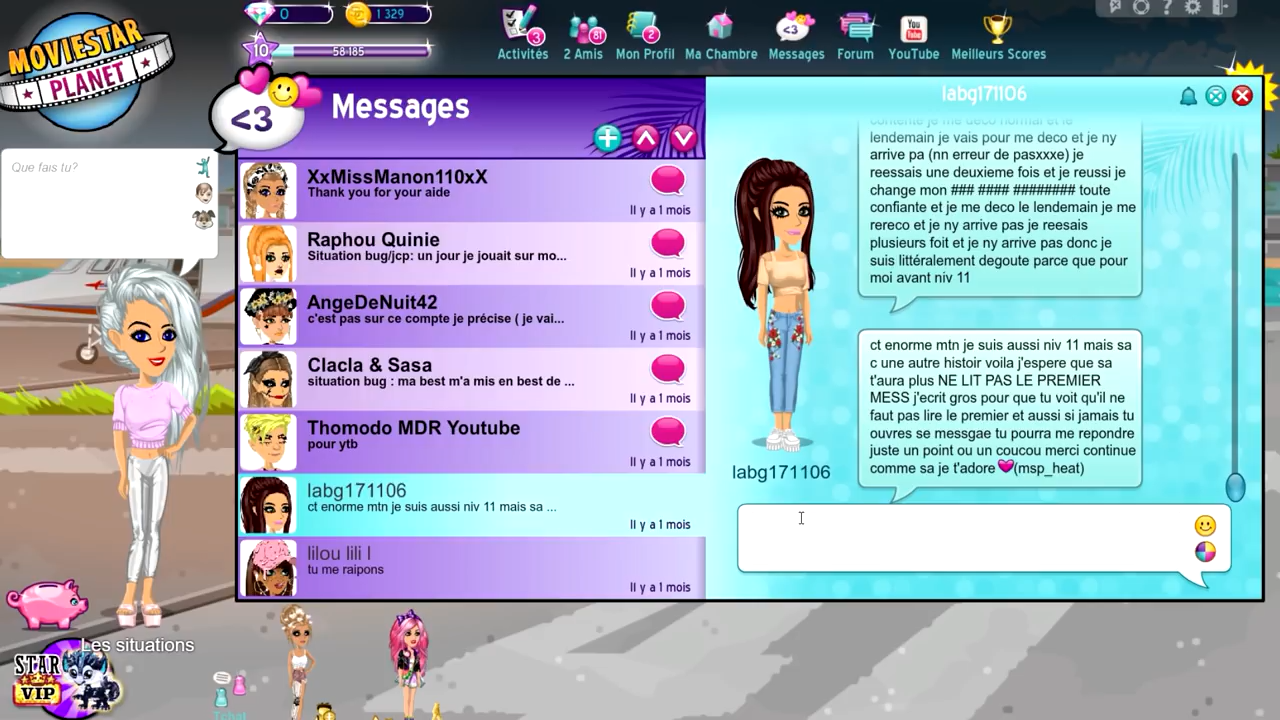 MOVIESTAR
PLANET
0
1 329
10
58 185
3
Activités
81
2 Amis
2
Mon Profil
Ma Chambre
<3
Messages
Forum
You
Tube
YouTube
Meilleurs Scores
Que fais tu?
<3
Messages
XxMissManon110xX
Thank you for your aide
Il y a 1 mois
Raphou Quinie
Situation bug/jcp: un jour je jouait sur mo...
Il y a 1 mois
AngeDeNuit42
c'est pas sur ce compte je précise ( je vai...
Il y a 1 mois
Clacla & Sasa
situation bug : ma best m'a mis en best de ...
Il y a 1 mois
Thomodo MDR Youtube
pour ytb
Il y a 1 mois
labg171106
ct enorme mtn je suis aussi niv 11 mais sa ...
Il y a 1 mois
lilou lili l
tu me raipons
Il y a 1 mois
labg171106
contente je me deco normal et le
lendemain je vais pour me deco et je ny
arrive pa (nn erreur de pasxxxe) je
reessais une deuxieme fois et je reussi je
change mon ### #### ######## toute
confiante et je me deco le lendemain je me
rereco et je ny arrive pas je reesais
plusieurs foit et je ny arrive pas donc je
suis littéralement degoute parce que pour
moi avant niv 11
ct enorme mtn je suis aussi niv 11 mais sa
c une autre histoir voila j'espere que sa
t'aura plus NE LIT PAS LE PREMIER
MESS j'ecrit gros pour que tu voit qu'il ne
faut pas lire le premier et aussi si jamais tu
ouvres se messgae tu pourra me repondre
juste un point ou un coucou merci continue
comme sa je t'adore (msp_heat)
labg171106
Les situations
STAR
VIP
Tchat